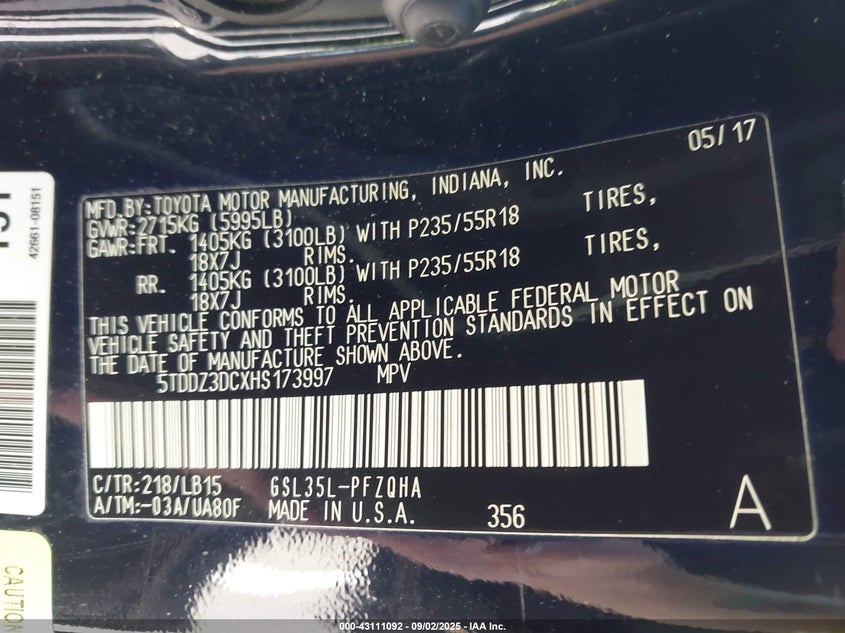 05/17
MFD.BY:TOYOTA MOTOR MANUFACTURING, INDIANA, INC.
GVWR:2715KG (5995LB)
GAWR:FRT. 1405KG (3100LB) WITH P235/55R18 TIRES,
18X7J RIMS.
RR. 1405KG (3100LB) WITH P235/55R18 TIRES,
18X7J RIMS.
THIS VEHICLE CONFORMS TO ALL APPLICABLE FEDERAL MOTOR
VEHICLE SAFETY AND THEFT PREVENTION STANDARDS IN EFFECT ON
THE DATE OF MANUFACTURE SHOWN ABOVE.
5TDDZ3DCXHS173997 MPV
C/TR:218/LB15 GSL35L-PFZQHA
A/TM:-03A/UA80F MADE IN U.S.A. 356 A
42661-08151
CAUTION
000-43111092 - 09/02/2025 - IAA Inc.